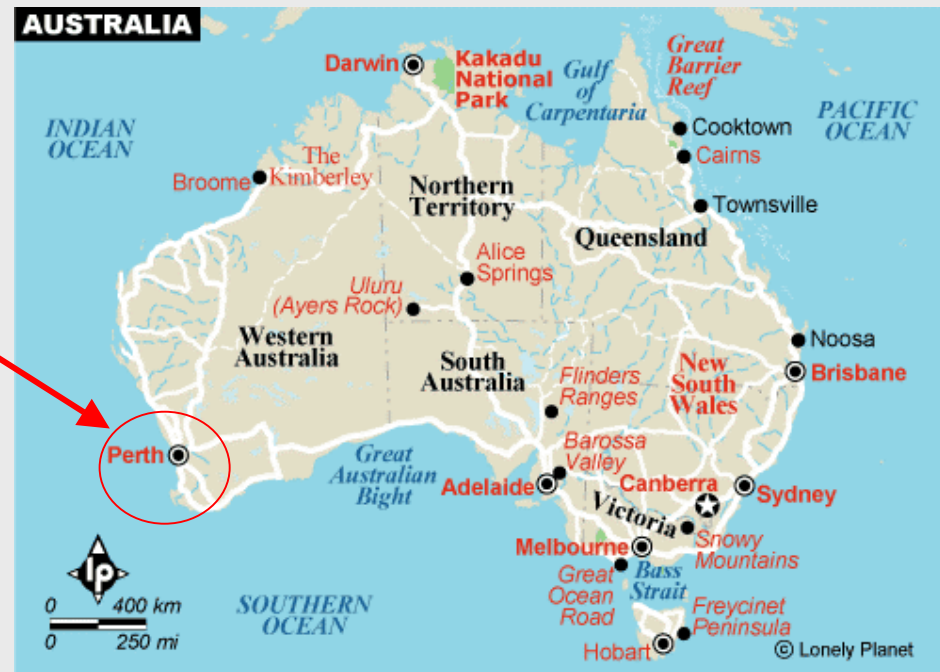 AUSTRALIA
Darwin
Kakadu
National
Park
Gulf
of
Carpentaria
Great
Barrier
Reef
INDIAN
OCEAN
PACIFIC
OCEAN
Cooktown
Cairns
The
Kimberley
Broome
Northern
Territory
Townsville
Queensland
Alice
Springs
Uluru
(Ayers Rock)
Western
Australia
South
Australia
Noosa
Brisbane
New
South
Wales
Flinders
Ranges
Perth
Great
Australian
Bight
Barossa
Valley
Adelaide
Canberra
Sydney
Victoria
Snowy
Mountains
Melbourne
Great
Ocean
Road
Bass
Strait
Freycinet
Peninsula
Hobart
lp
0 400 km
0 250 mi
SOUTHERN
OCEAN
© Lonely Planet